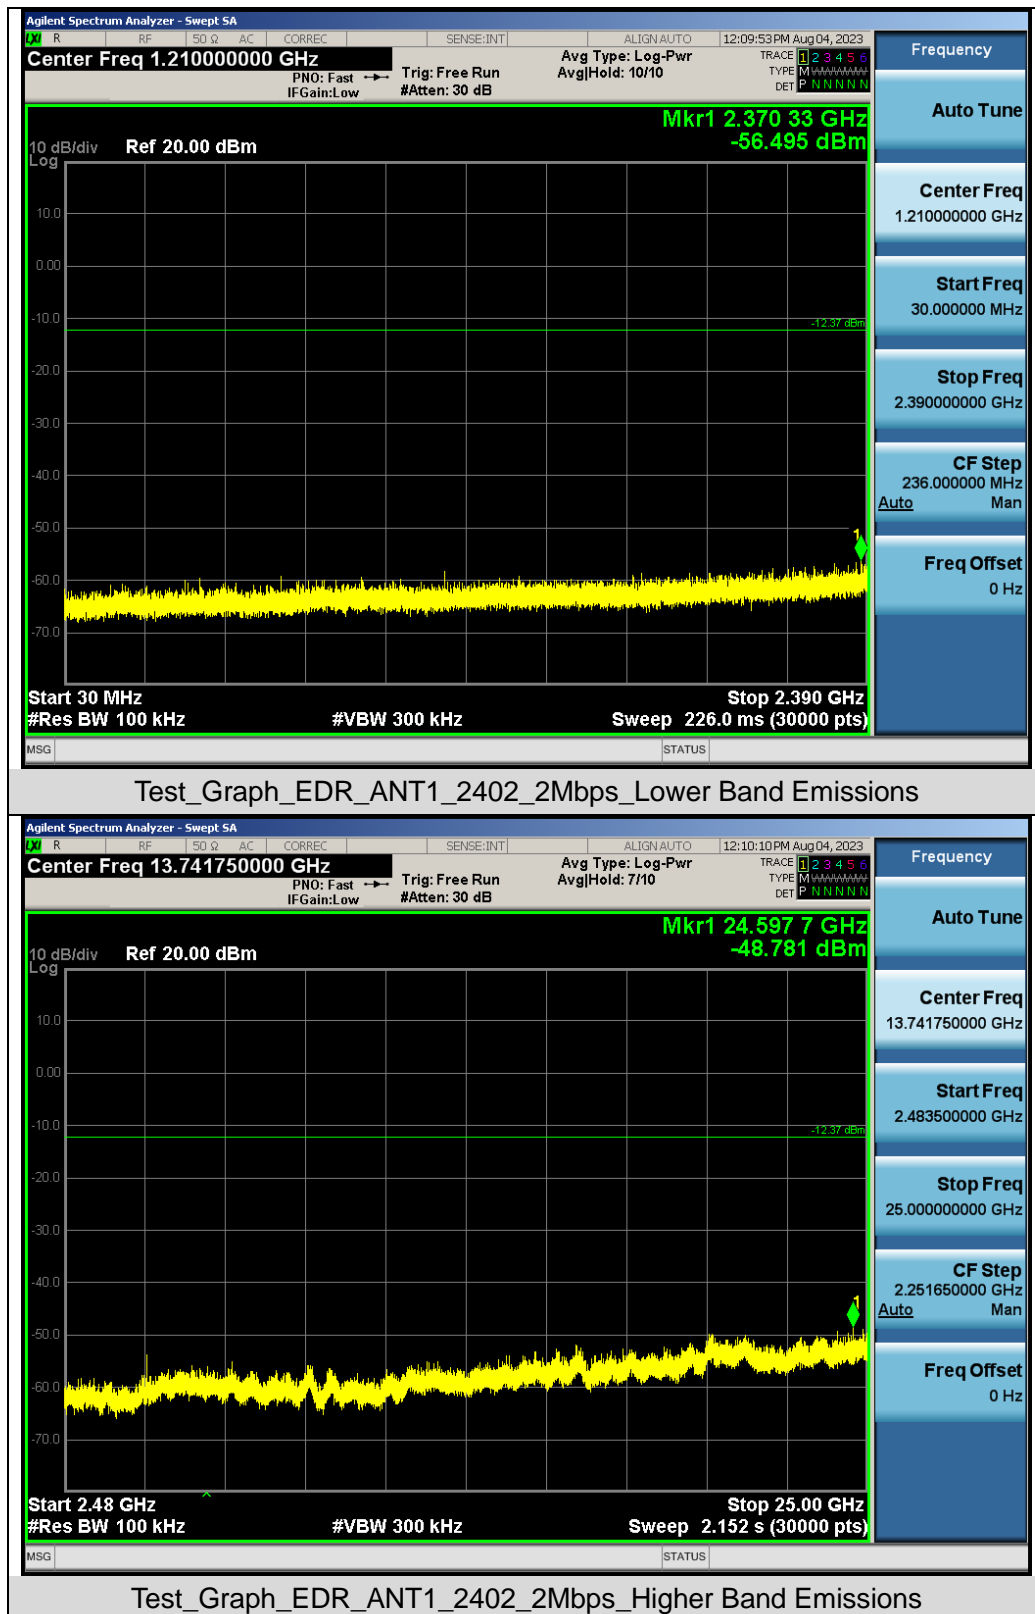 Agilent Spectrum Analyzer - Swept SA
LXI R RF 50 Ω AC CORREC SENSE:INT ALIGN AUTO 12:09:53 PM Aug 04, 2023
Center Freq 1.210000000 GHz
PNO: Fast
IFGain:Low
Trig: Free Run
#Atten: 30 dB
Avg Type: Log-Pwr
Avg|Hold: 10/10
TRACE 1 2 3 4 5 6
TYPE M
DET P N N N N N
Mkr1 2.370 33 GHz
-56.495 dBm
10 dB/div Ref 20.00 dBm
Log
10.0
0.00
-10.0
-12.37 dBm
-20.0
-30.0
-40.0
-50.0
1
-60.0
-70.0
Start 30 MHz Stop 2.390 GHz
#Res BW 100 kHz #VBW 300 kHz Sweep 226.0 ms (30000 pts)
MSG STATUS
Frequency
Auto Tune
Center Freq
1.210000000 GHz
Start Freq
30.000000 MHz
Stop Freq
2.390000000 GHz
CF Step
236.000000 MHz
Auto Man
Freq Offset
0 Hz
Test_Graph_EDR_ANT1_2402_2Mbps_Lower Band Emissions
Agilent Spectrum Analyzer - Swept SA
LXI R RF 50 Ω AC CORREC SENSE:INT ALIGN AUTO 12:10:10 PM Aug 04, 2023
Center Freq 13.741750000 GHz
PNO: Fast
IFGain:Low
Trig: Free Run
#Atten: 30 dB
Avg Type: Log-Pwr
Avg|Hold: 7/10
TRACE 1 2 3 4 5 6
TYPE M
DET P N N N N N
Mkr1 24.597 7 GHz
-48.781 dBm
10 dB/div Ref 20.00 dBm
Log
10.0
0.00
-10.0
-12.37 dBm
-20.0
-30.0
-40.0
1
-50.0
-60.0
-70.0
Start 2.48 GHz Stop 25.00 GHz
#Res BW 100 kHz #VBW 300 kHz Sweep 2.152 s (30000 pts)
MSG STATUS
Frequency
Auto Tune
Center Freq
13.741750000 GHz
Start Freq
2.483500000 GHz
Stop Freq
25.000000000 GHz
CF Step
2.251650000 GHz
Auto Man
Freq Offset
0 Hz
Test_Graph_EDR_ANT1_2402_2Mbps_Higher Band Emissions